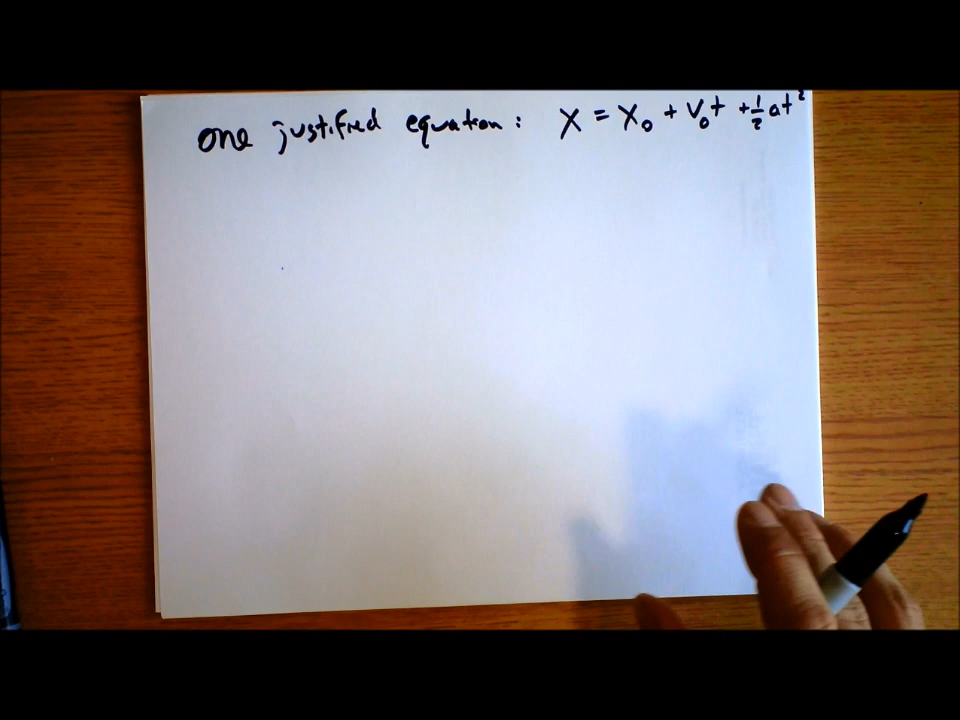 one justified equation: X = X₀ + V₀t + ½at²